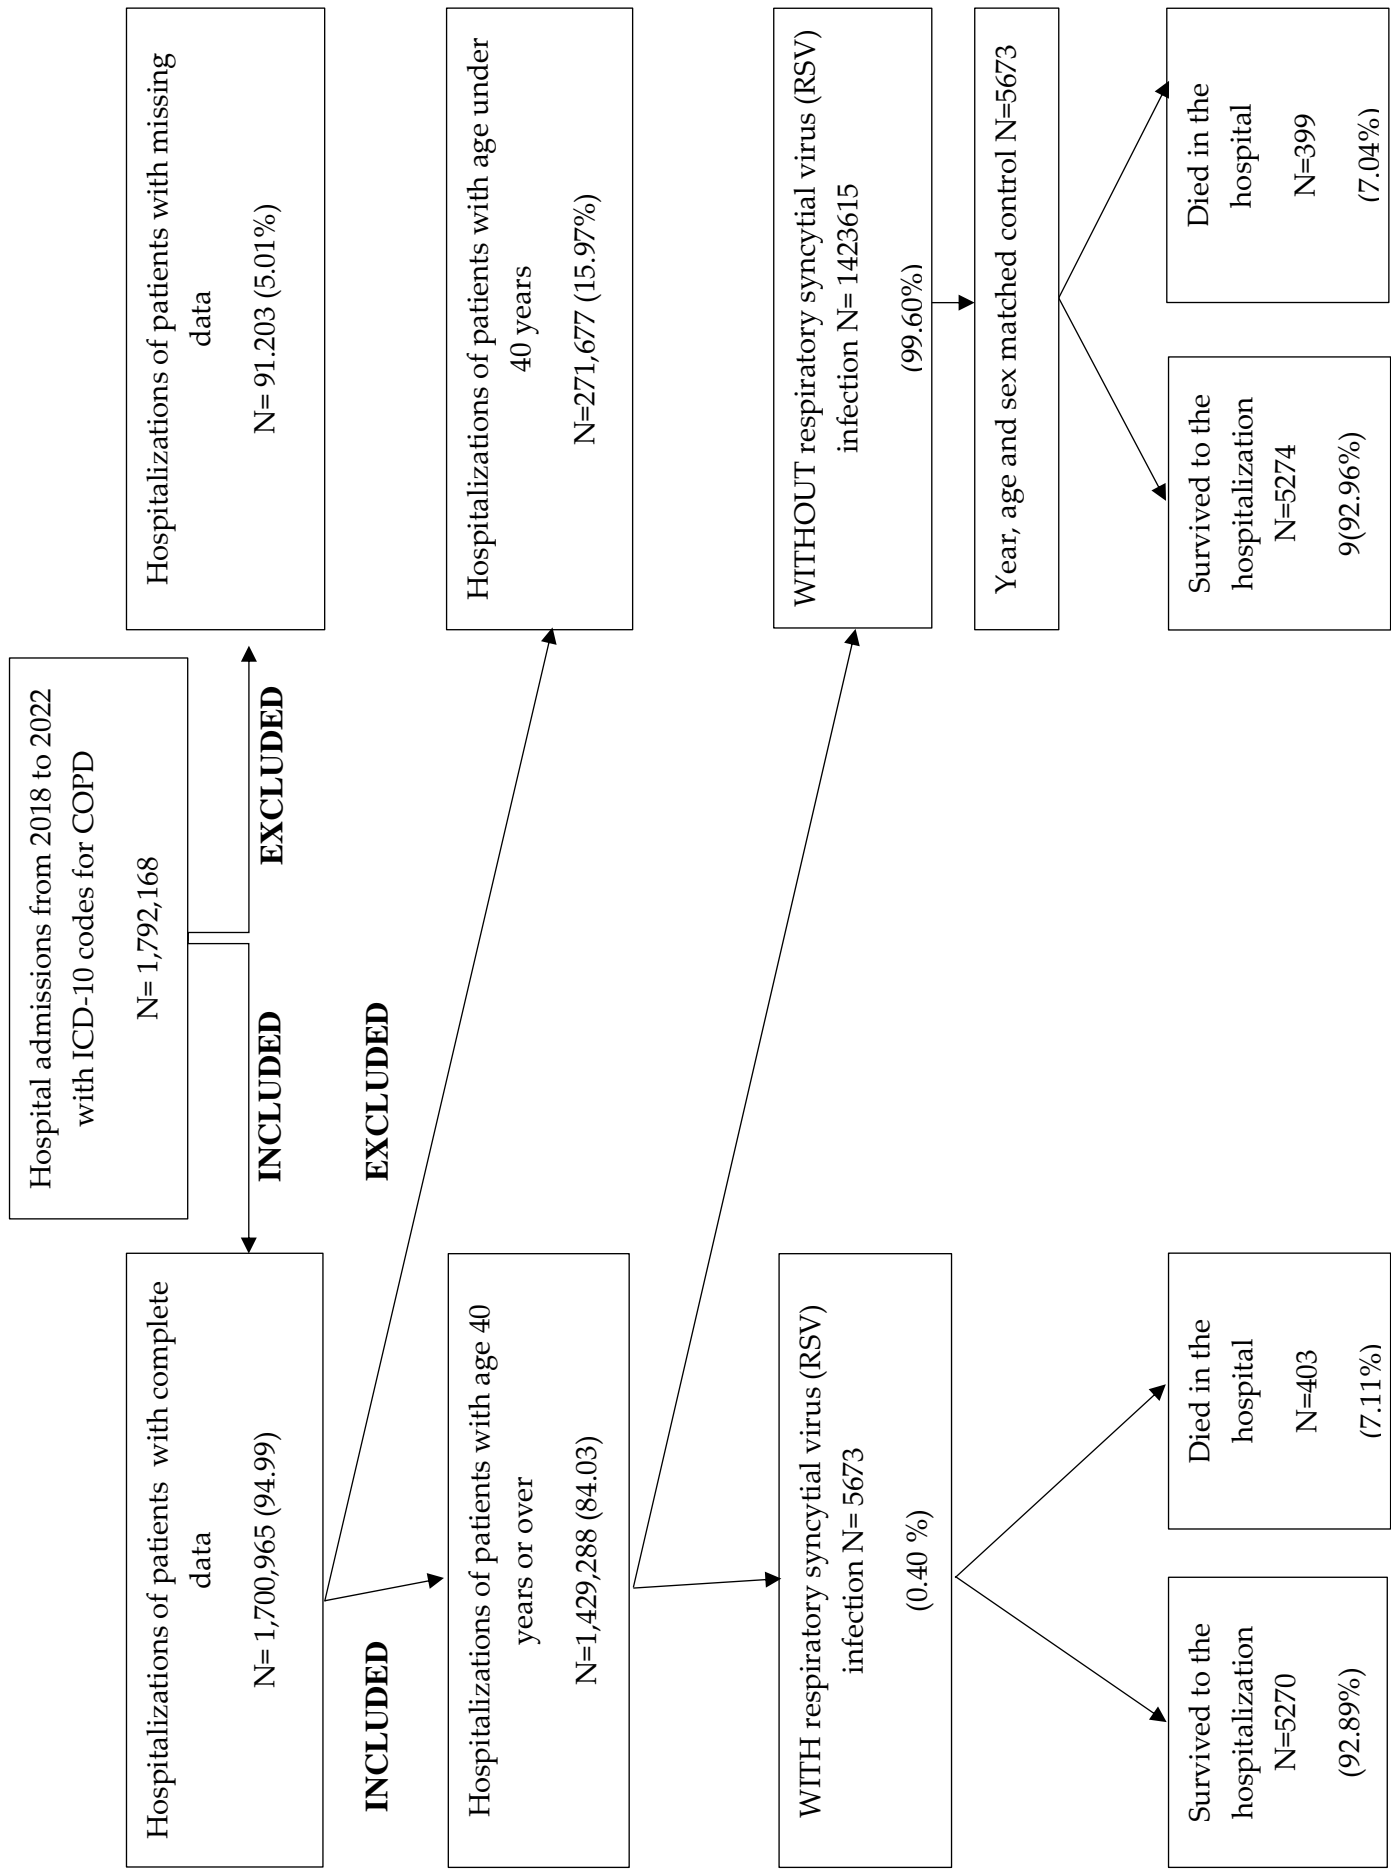 Hospital admissions from 2018 to 2022
with ICD-10 codes for COPD
N= 1,792,168
INCLUDED
EXCLUDED
Hospitalizations of patients with complete
data
N= 1,700,965 (94.99)
Hospitalizations of patients with missing
data
N= 91.203 (5.01%)
INCLUDED
EXCLUDED
Hospitalizations of patients with age 40
years or over
N=1,429,288 (84.03)
Hospitalizations of patients with age under
40 years
N=271,677 (15.97%)
WITH respiratory syncytial virus (RSV)
infection N= 5673
(0.40 %)
WITHOUT respiratory syncytial virus (RSV)
infection N= 1423615
(99.60%)
Year, age and sex matched control N=5673
Survived to the
hospitalization
N=5270
(92.89%)
Died in the
hospital
N=403
(7.11%)
Survived to the
hospitalization
N=5274
9(92.96%)
Died in the
hospital
N=399
(7.04%)